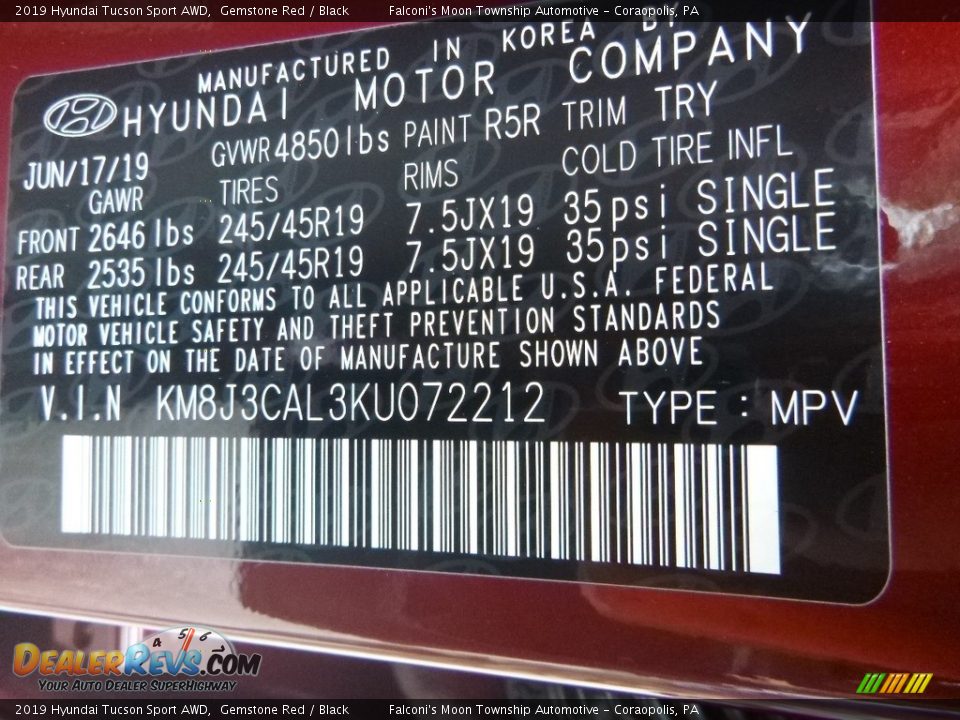 2019 Hyundai Tucson Sport AWD, Gemstone Red / Black Falconi's Moon Township Automotive - Coraopolis, PA
MANUFACTURED IN KOREA BY
HYUNDAI MOTOR COMPANY
JUN/17/19 GVWR 4850 lbs PAINT R5R TRIM TRY
GAWR TIRES RIMS COLD TIRE INFL
FRONT 2646 lbs 245/45R19 7.5JX19 35psi SINGLE
REAR 2535 lbs 245/45R19 7.5JX19 35psi SINGLE
THIS VEHICLE CONFORMS TO ALL APPLICABLE U.S.A. FEDERAL
MOTOR VEHICLE SAFETY AND THEFT PREVENTION STANDARDS
IN EFFECT ON THE DATE OF MANUFACTURE SHOWN ABOVE
V.I.N KM8J3CAL3KU072212 TYPE : MPV
4 5 6
DEALERREVS.COM
YOUR AUTO DEALER SUPERHIGHWAY
2019 Hyundai Tucson Sport AWD, Gemstone Red / Black Falconi's Moon Township Automotive - Coraopolis, PA